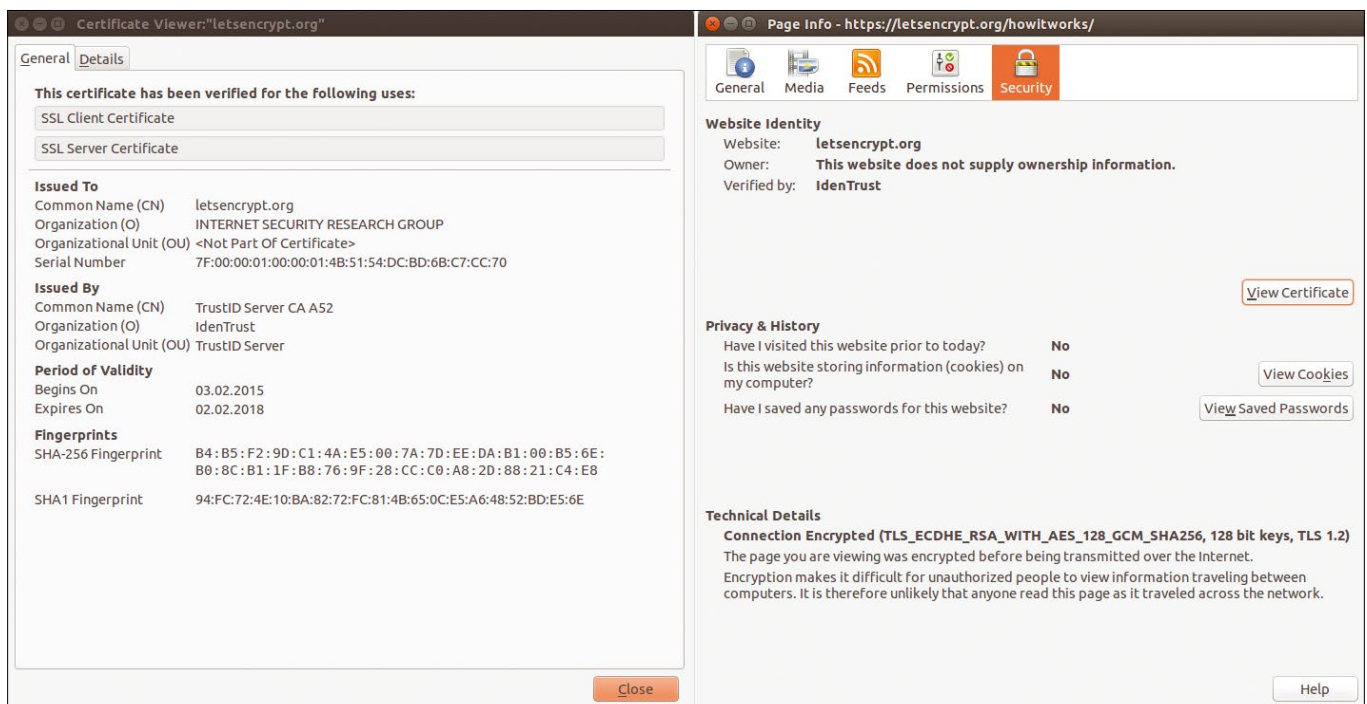 Certificate Viewer:"letsencrypt.org"
General Details
This certificate has been verified for the following uses:
SSL Client Certificate
SSL Server Certificate
Issued To
Common Name (CN) letsencrypt.org
Organization (O) INTERNET SECURITY RESEARCH GROUP
Organizational Unit (OU) <Not Part Of Certificate>
Serial Number 7F:00:00:01:00:00:01:4B:51:54:DC:BD:6B:C7:CC:70
Issued By
Common Name (CN) TrustID Server CA A52
Organization (O) IdenTrust
Organizational Unit (OU) TrustID Server
Period of Validity
Begins On 03.02.2015
Expires On 02.02.2018
Fingerprints
SHA-256 Fingerprint B4:B5:F2:9D:C1:4A:E5:00:7A:7D:EE:DA:B1:00:B5:6E:
B0:8C:B1:1F:B8:76:9F:28:CC:C0:A8:2D:88:21:C4:E8
SHA1 Fingerprint 94:FC:72:4E:10:BA:82:72:FC:81:4B:65:0C:E5:A6:48:52:BD:E5:6E
Close
Page Info - https://letsencrypt.org/howitworks/
General Media Feeds Permissions Security
Website Identity
Website: letsencrypt.org
Owner: This website does not supply ownership information.
Verified by: IdenTrust
View Certificate
Privacy & History
Have I visited this website prior to today? No
Is this website storing information (cookies) on
my computer? No View Cookies
Have I saved any passwords for this website? No View Saved Passwords
Technical Details
Connection Encrypted (TLS_ECDHE_RSA_WITH_AES_128_GCM_SHA256, 128 bit keys, TLS 1.2)
The page you are viewing was encrypted before being transmitted over the Internet.
Encryption makes it difficult for unauthorized people to view information traveling between
computers. It is therefore unlikely that anyone read this page as it traveled across the network.
Help